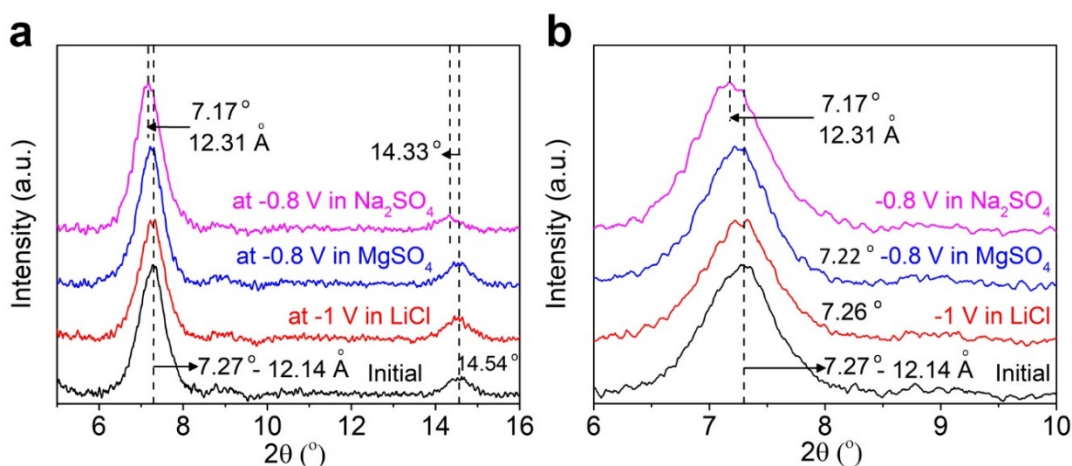 a
Intensity (a.u.)
7.17°
12.31 Å
14.33°
at -0.8 V in Na₂SO₄
at -0.8 V in MgSO₄
at -1 V in LiCl
7.27° - 12.14 Å
Initial
14.54°
6 8 10 12 14 16
2θ (°)
b
Intensity (a.u.)
7.17°
12.31 Å
-0.8 V in Na₂SO₄
7.22° -0.8 V in MgSO₄
7.26° -1 V in LiCl
7.27° - 12.14 Å
Initial
6 7 8 9 10
2θ (°)